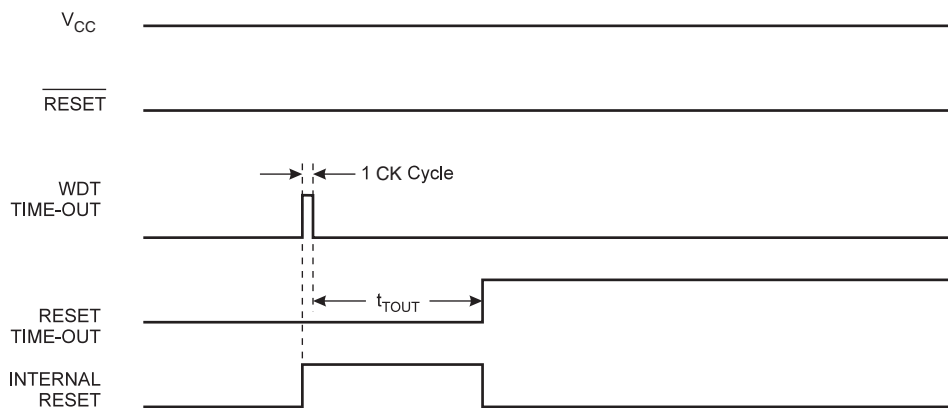 VCC
RESET
1 CK Cycle
WDT
TIME-OUT
tTOUT
RESET
TIME-OUT
INTERNAL
RESET